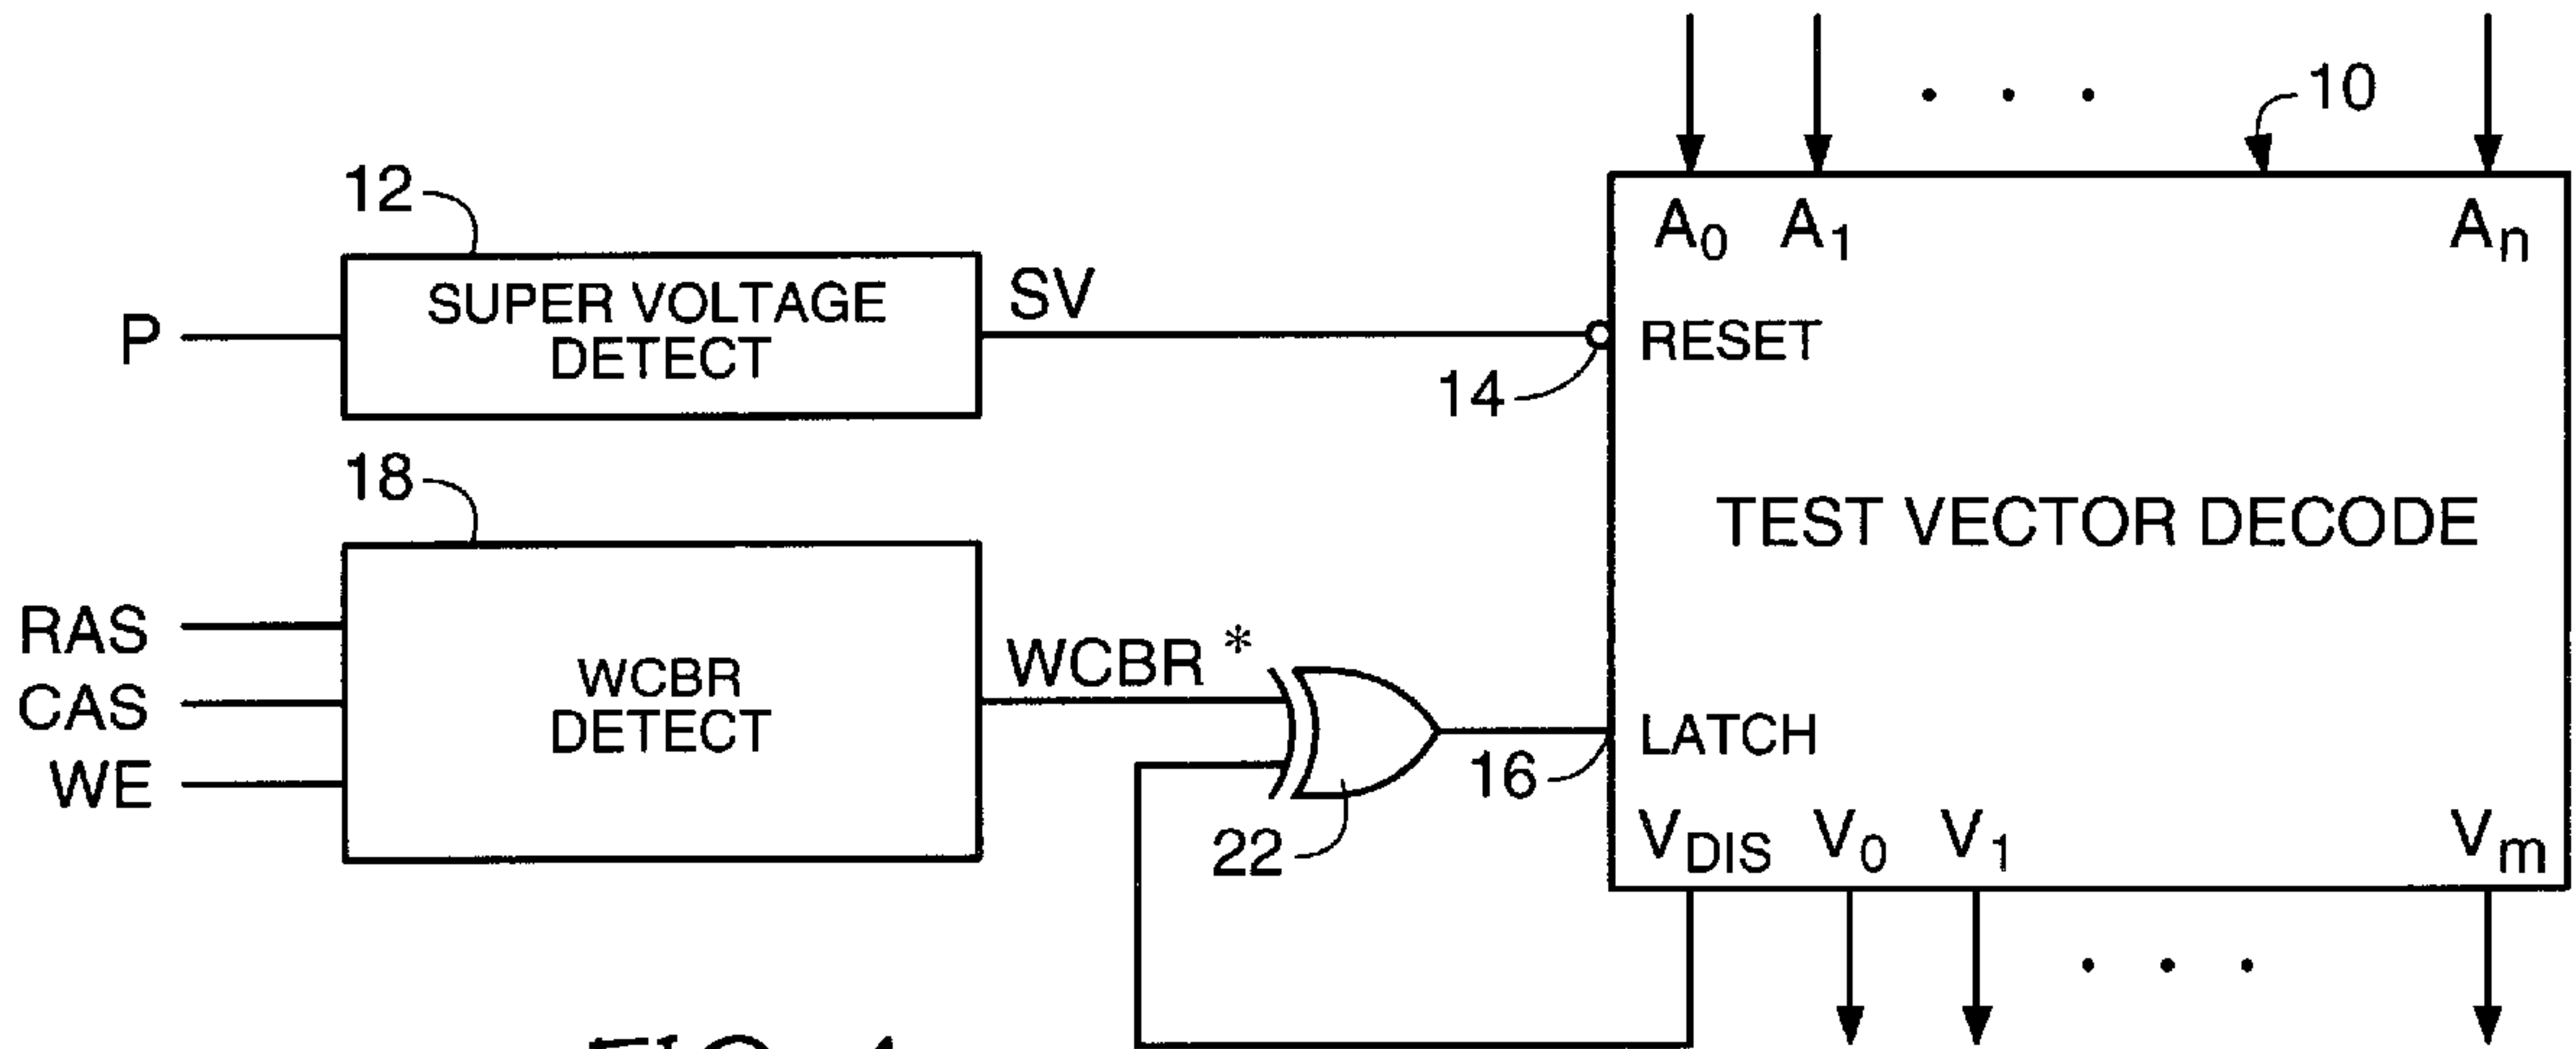 10
A0 A1 An
12
SUPER VOLTAGE
DETECT
SV
P
RESET
14
TEST VECTOR DECODE
18
RAS
CAS
WE
WCBR
DETECT
WCBR *
LATCH
16
22
VDIS V0 V1 Vm